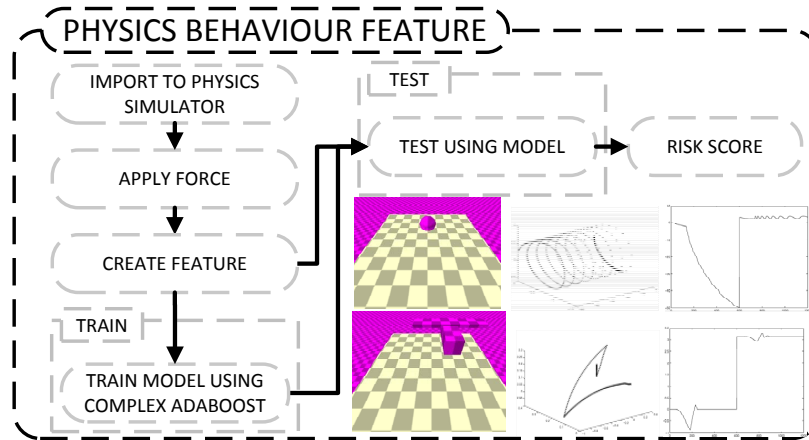 PHYSICS BEHAVIOUR FEATURE
IMPORT TO PHYSICS
SIMULATOR
APPLY FORCE
CREATE FEATURE
TRAIN
TRAIN MODEL USING
COMPLEX ADABOOST
TEST
TEST USING MODEL
RISK SCORE